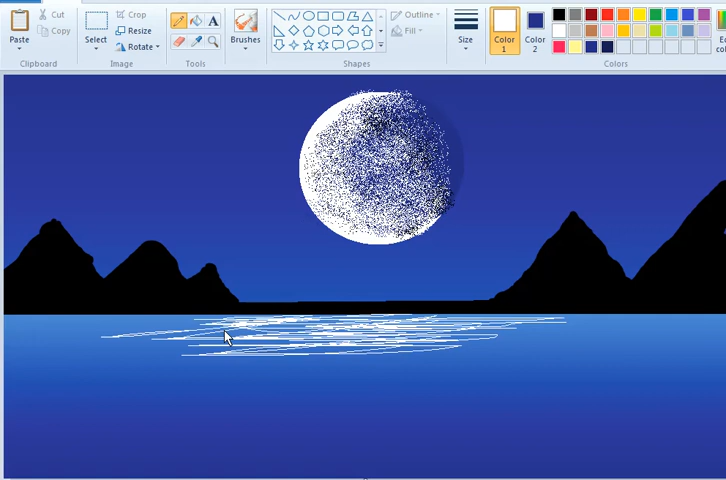 Cut
Copy
Paste
Clipboard
Select
Crop
Resize
Rotate
Image
A
Tools
Brushes
Outline
Fill
Shapes
Size
Color 1
Color 2
Colors